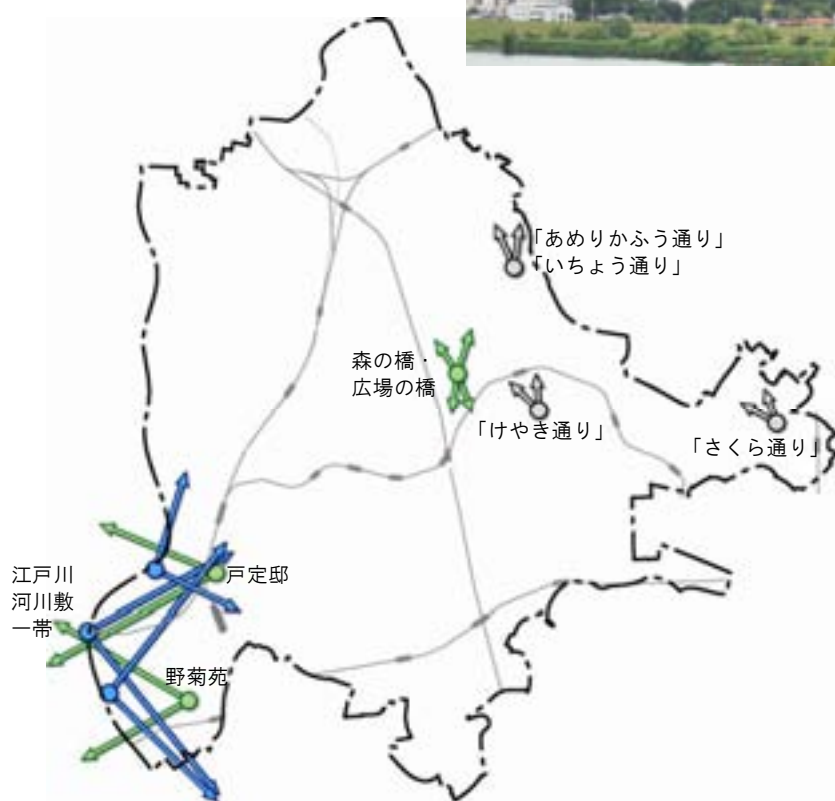 「あめりかふう通り」
「いちょう通り」
森の橋・
広場の橋
「けやき通り」
「さくら通り」
江戸川
河川敷
一帯
戸定邸
野菊苑